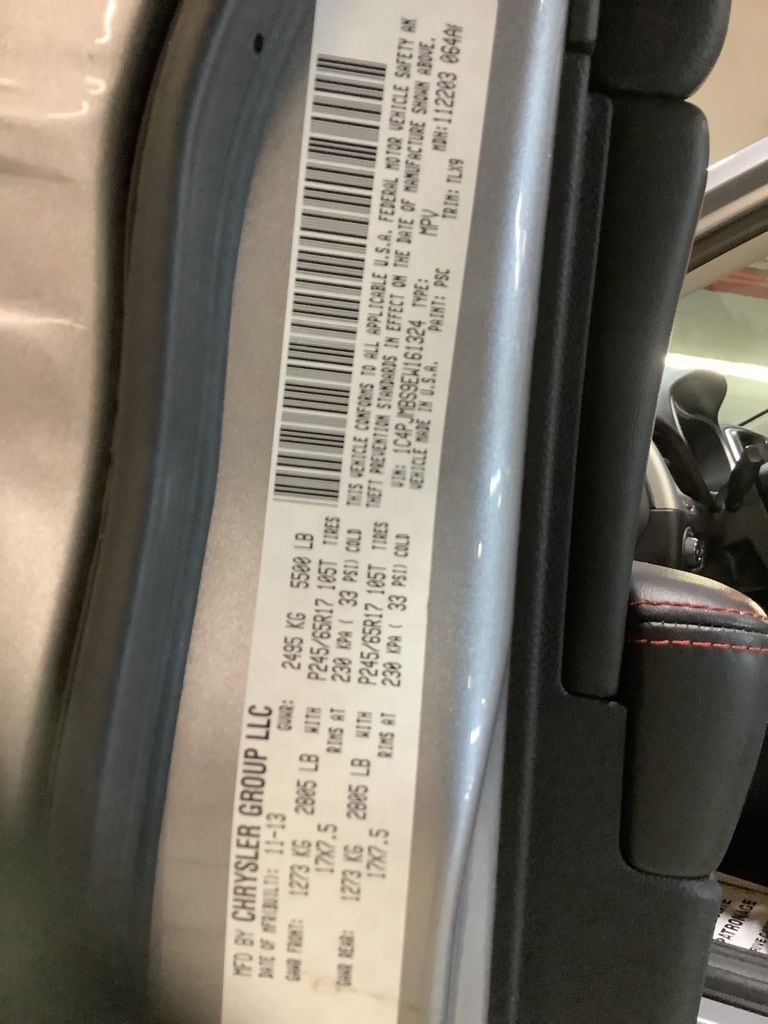 MFD BY CHRYSLER GROUP LLC
DATE OF MFR(BUILT): 11-13 GVWR: 2495 KG 5500 LB
GAWR FRONT: 1273 KG 2805 LB WITH P245/65R17 105T TIRES
17X7.5 RIMS AT 230 KPA ( 33 PSI) COLD
GAWR REAR: 1273 KG 2805 LB WITH P245/65R17 105T TIRES
17X7.5 RIMS AT 230 KPA ( 33 PSI) COLD
THIS VEHICLE CONFORMS TO ALL APPLICABLE U.S.A. FEDERAL MOTOR VEHICLE SAFETY AN
THEFT PREVENTION STANDARDS IN EFFECT ON THE DATE OF MANUFACTURE SHOWN ABOVE.
VIN: 1C4PJMBS9EW161324 TYPE: MPV MDH: 112203 064A
VEHICLE MADE IN U.S.A. PAINT: PSC TRIM: TLX9
PATRONAGE